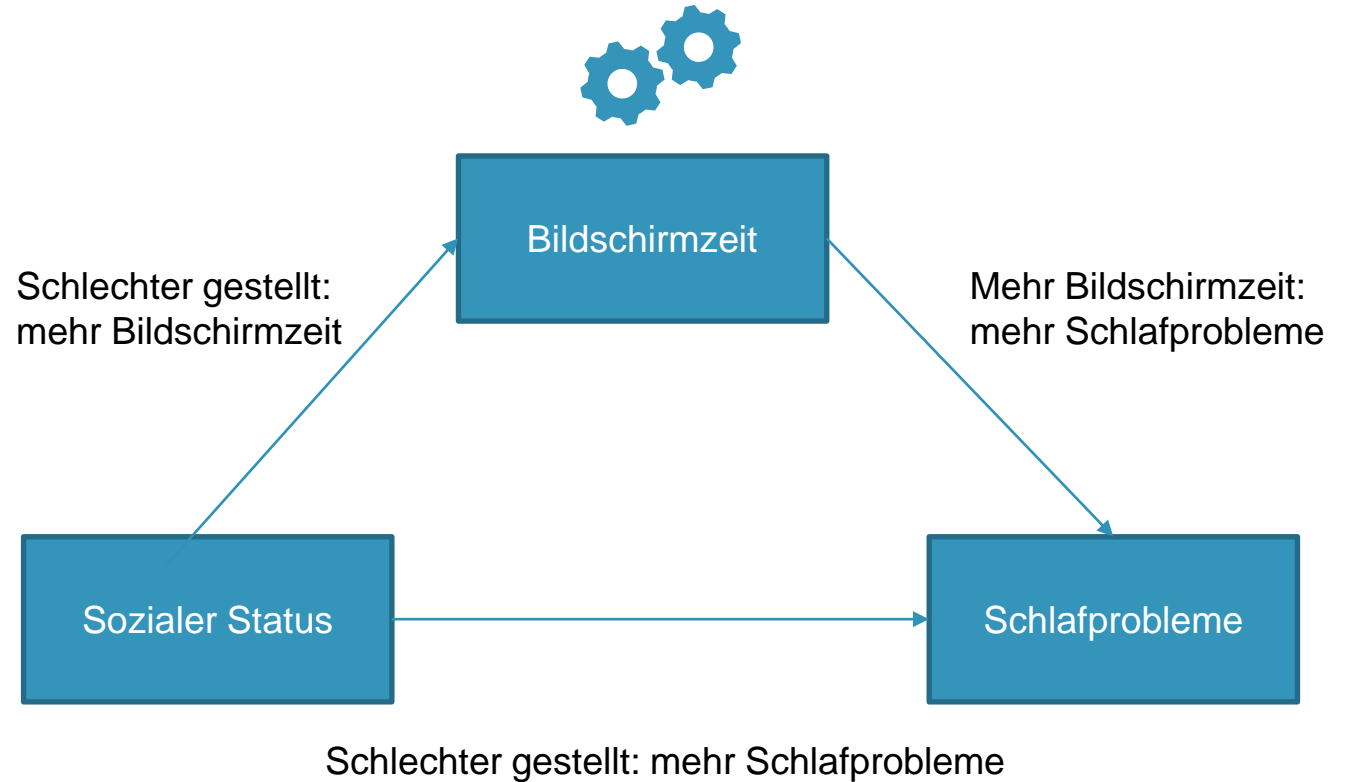 Bildschirmzeit
Schlechter gestellt:
mehr Bildschirmzeit
Mehr Bildschirmzeit:
mehr Schlafprobleme
Sozialer Status
Schlafprobleme
Schlechter gestellt: mehr Schlafprobleme